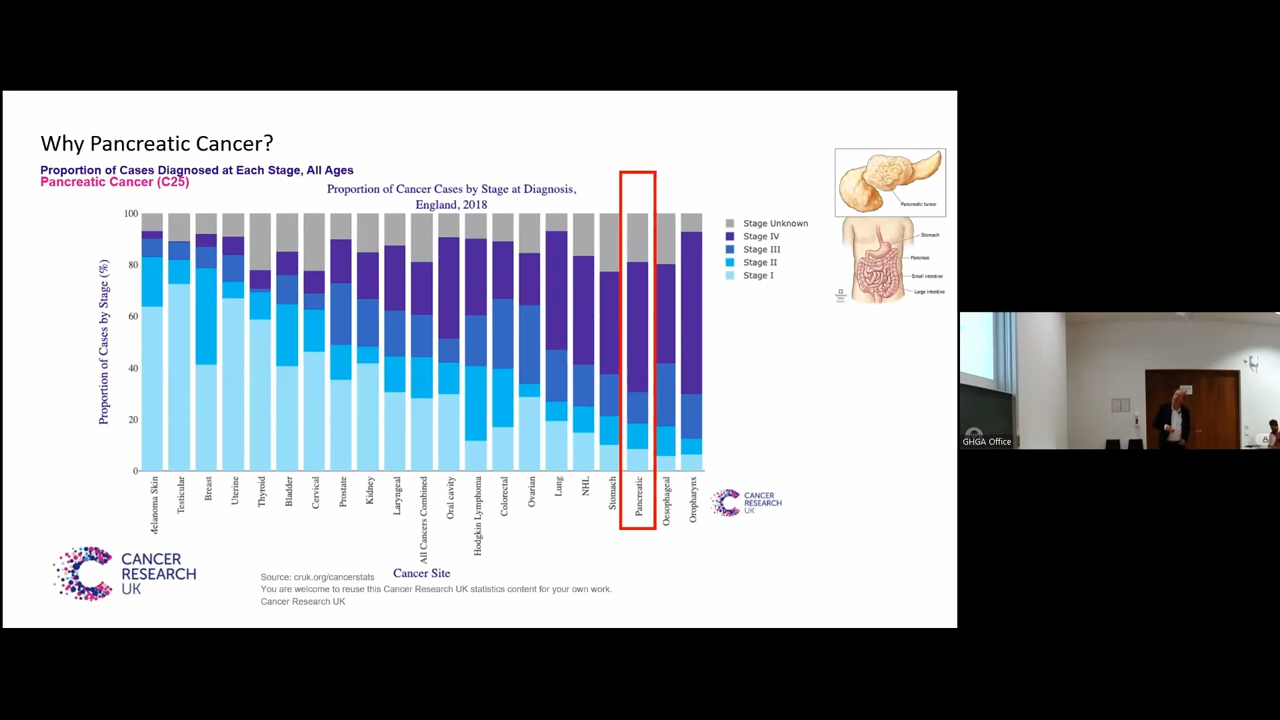 Why Pancreatic Cancer?
Proportion of Cases Diagnosed at Each Stage, All Ages
Pancreatic Cancer (C25)
Proportion of Cancer Cases by Stage at Diagnosis,
England, 2018
Proportion of Cases by Stage (%)
100
80
60
40
20
0
Stage Unknown
Stage IV
Stage III
Stage II
Stage I
Melanoma Skin
Testicular
Breast
Uterine
Thyroid
Bladder
Cervical
Prostate
Kidney
Laryngeal
All Cancers Combined
Oral cavity
Hodgkin Lymphoma
Colorectal
Ovarian
Lung
NHL
Stomach
Pancreatic
Oesophageal
Oropharynx
Cancer Site
Pancreatic tumor
Stomach
Pancreas
Small intestine
Large intestine
CANCER
RESEARCH
UK
CANCER
RESEARCH
UK
Source: cruk.org/cancerstats
You are welcome to reuse this Cancer Research UK statistics content for your own work.
Cancer Research UK
GHGA Office